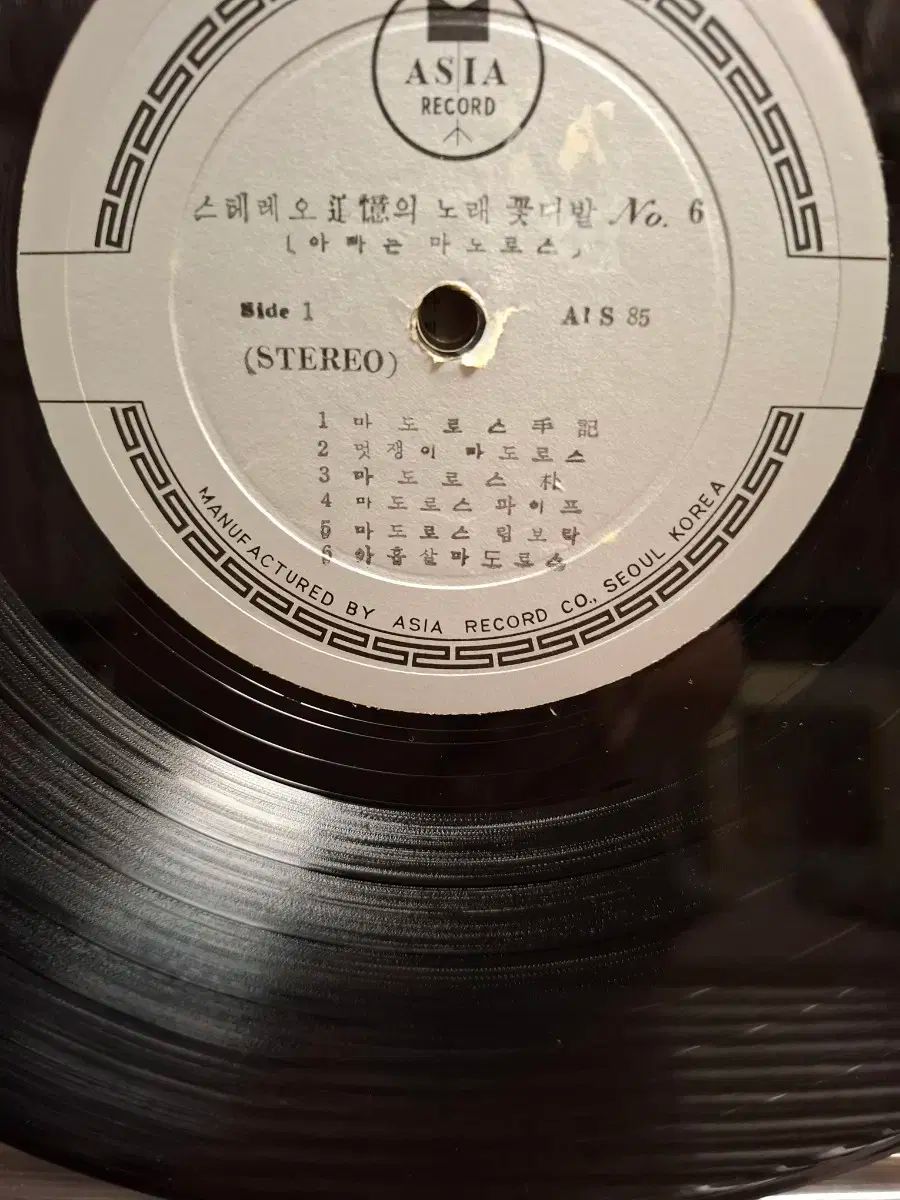 ASIA
RECORD
스테레오 追憶의 노래 꽃다발 No. 6
(아빠는 마도로스)
Side 1
ALS 85
(STEREO)
1 마도로스 手記
2 멋쟁이 마도로스
3 마도로스 朴
4 마도로스 파이프
5 마도로스 림보락
6 아홉살마도로스
MANUFACTURED BY ASIA RECORD CO., SEOUL KOREA